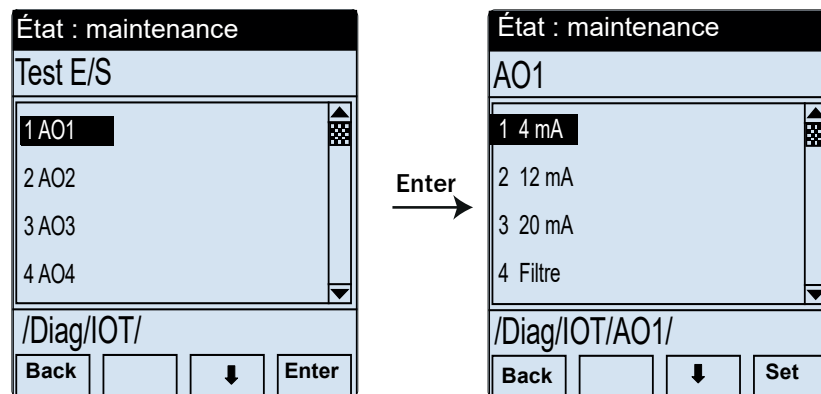 État : maintenance
Test E/S
1 AO1
2 AO2
3 AO3
4 AO4
/Diag/IOT/
Back
Enter
Enter
État : maintenance
AO1
1 4 mA
2 12 mA
3 20 mA
4 Filtre
/Diag/IOT/AO1/
Back
Set